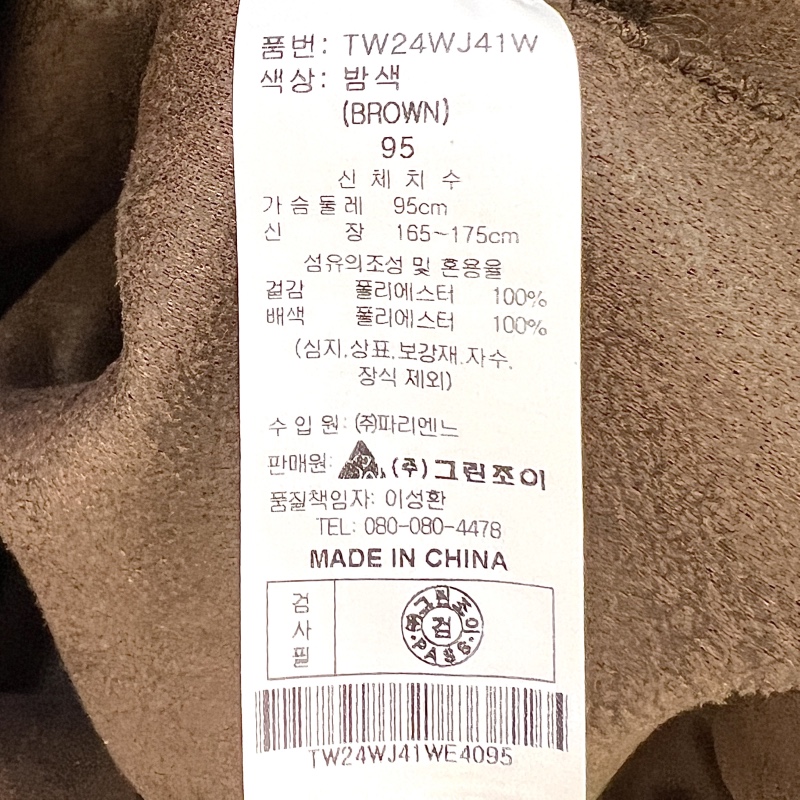 품번: TW24WJ41W
색상: 밤색
(BROWN)
95
신 체 치 수
가슴둘레 95cm
신 장 165~175cm
섬유의조성 및 혼용율
겉감 폴리에스터 100%
배색 폴리에스터 100%
(심지.상표.보강재.자수.
장식 제외)
수 입 원: ㈜파리엔느
판매원: (주)그린조이
품질책임자: 이성환
TEL: 080-080-4478
MADE IN CHINA
검사필
㈜그린조이
검
PASS
TW24WJ41WE4095